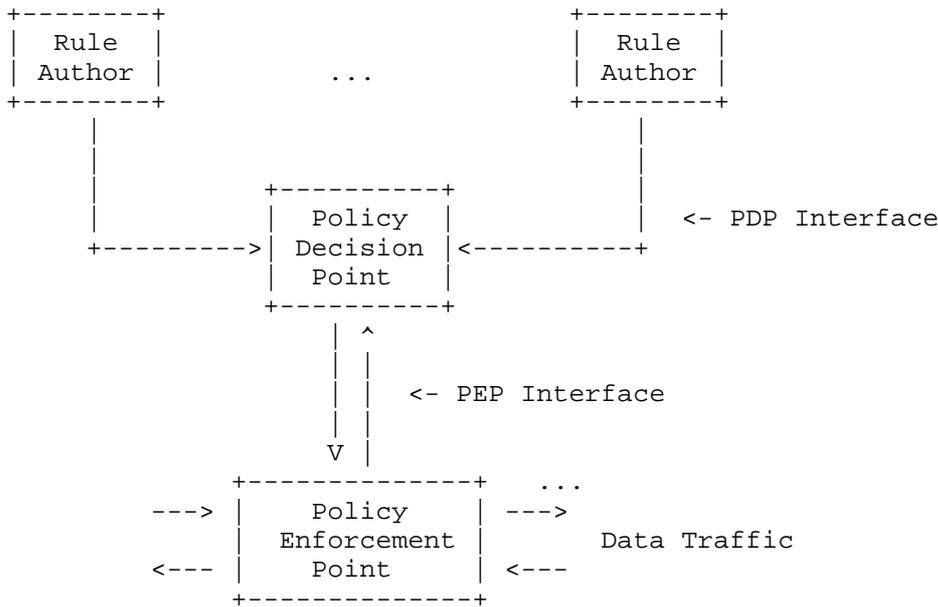 Rule Rule
Author ... Author
Policy <- PDP Interface
Decision
Point
<- PEP Interface
...
Policy
Enforcement Data Traffic
Point